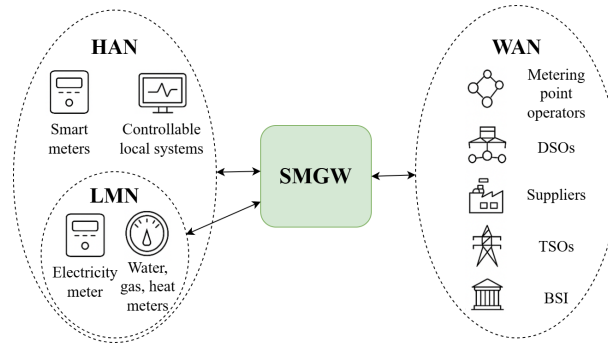 HAN
Smart
meters
Controllable
local systems
LMN
Electricity
meter
Water,
gas, heat
meters
SMGW
WAN
Metering
point
operators
DSOs
Suppliers
TSOs
BSI